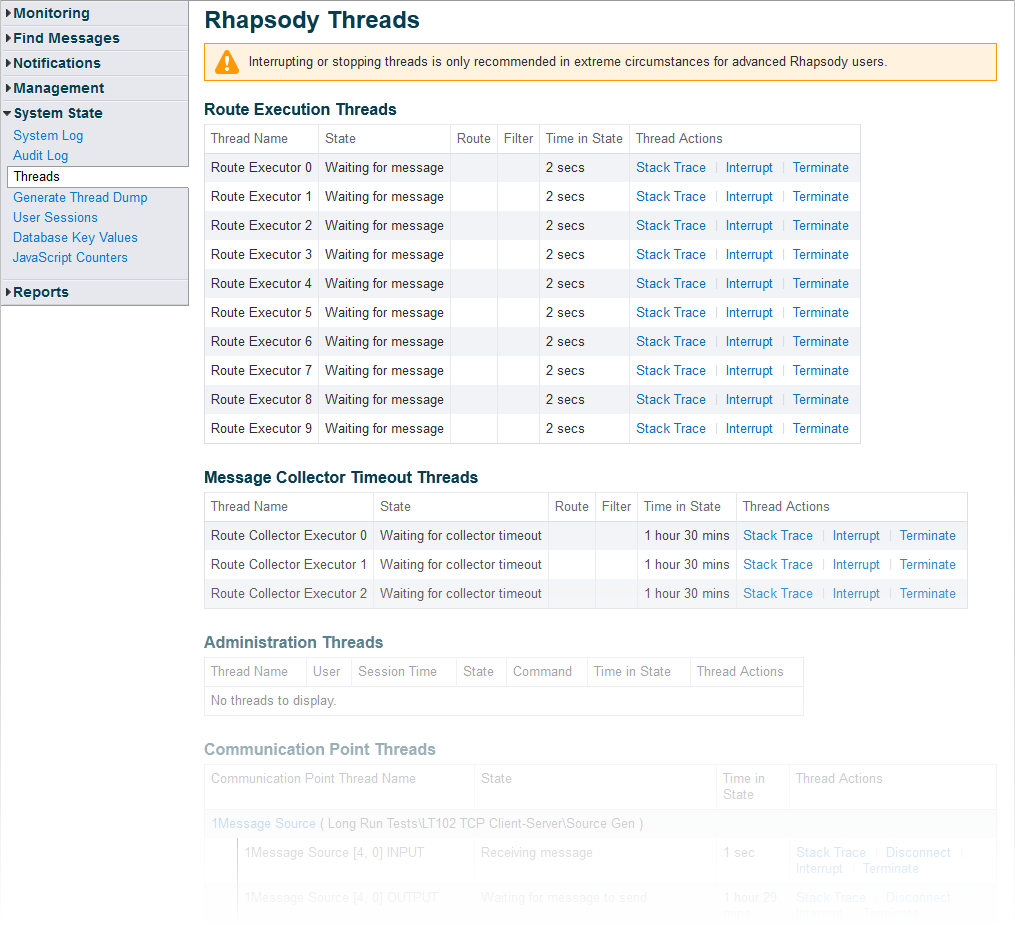 Monitoring
Find Messages
Notifications
Management
System State
System Log
Audit Log
Threads
Generate Thread Dump
User Sessions
Database Key Values
JavaScript Counters
Reports
Rhapsody Threads
Interrupting or stopping threads is only recommended in extreme circumstances for advanced Rhapsody users.
Route Execution Threads
Thread Name State Route Filter Time in State Thread Actions
Route Executor 0 Waiting for message 2 secs Stack Trace Interrupt Terminate
Route Executor 1 Waiting for message 2 secs Stack Trace Interrupt Terminate
Route Executor 2 Waiting for message 2 secs Stack Trace Interrupt Terminate
Route Executor 3 Waiting for message 2 secs Stack Trace Interrupt Terminate
Route Executor 4 Waiting for message 2 secs Stack Trace Interrupt Terminate
Route Executor 5 Waiting for message 2 secs Stack Trace Interrupt Terminate
Route Executor 6 Waiting for message 2 secs Stack Trace Interrupt Terminate
Route Executor 7 Waiting for message 2 secs Stack Trace Interrupt Terminate
Route Executor 8 Waiting for message 2 secs Stack Trace Interrupt Terminate
Route Executor 9 Waiting for message 2 secs Stack Trace Interrupt Terminate
Message Collector Timeout Threads
Thread Name State Route Filter Time in State Thread Actions
Route Collector Executor 0 Waiting for collector timeout 1 hour 30 mins Stack Trace Interrupt Terminate
Route Collector Executor 1 Waiting for collector timeout 1 hour 30 mins Stack Trace Interrupt Terminate
Route Collector Executor 2 Waiting for collector timeout 1 hour 30 mins Stack Trace Interrupt Terminate
Administration Threads
Thread Name User Session Time State Command Time in State Thread Actions
No threads to display.
Communication Point Threads
Communication Point Thread Name State Time in State Thread Actions
1Message Source ( Long Run Tests\LT102 TCP Client-Server\Source Gen )
1Message Source [4, 0] INPUT Receiving message 1 sec Stack Trace Disconnect
Interrupt Terminate
1Message Source [4, 0] OUTPUT Waiting for message to send 1 hour 29 Stack Trace Disconnect